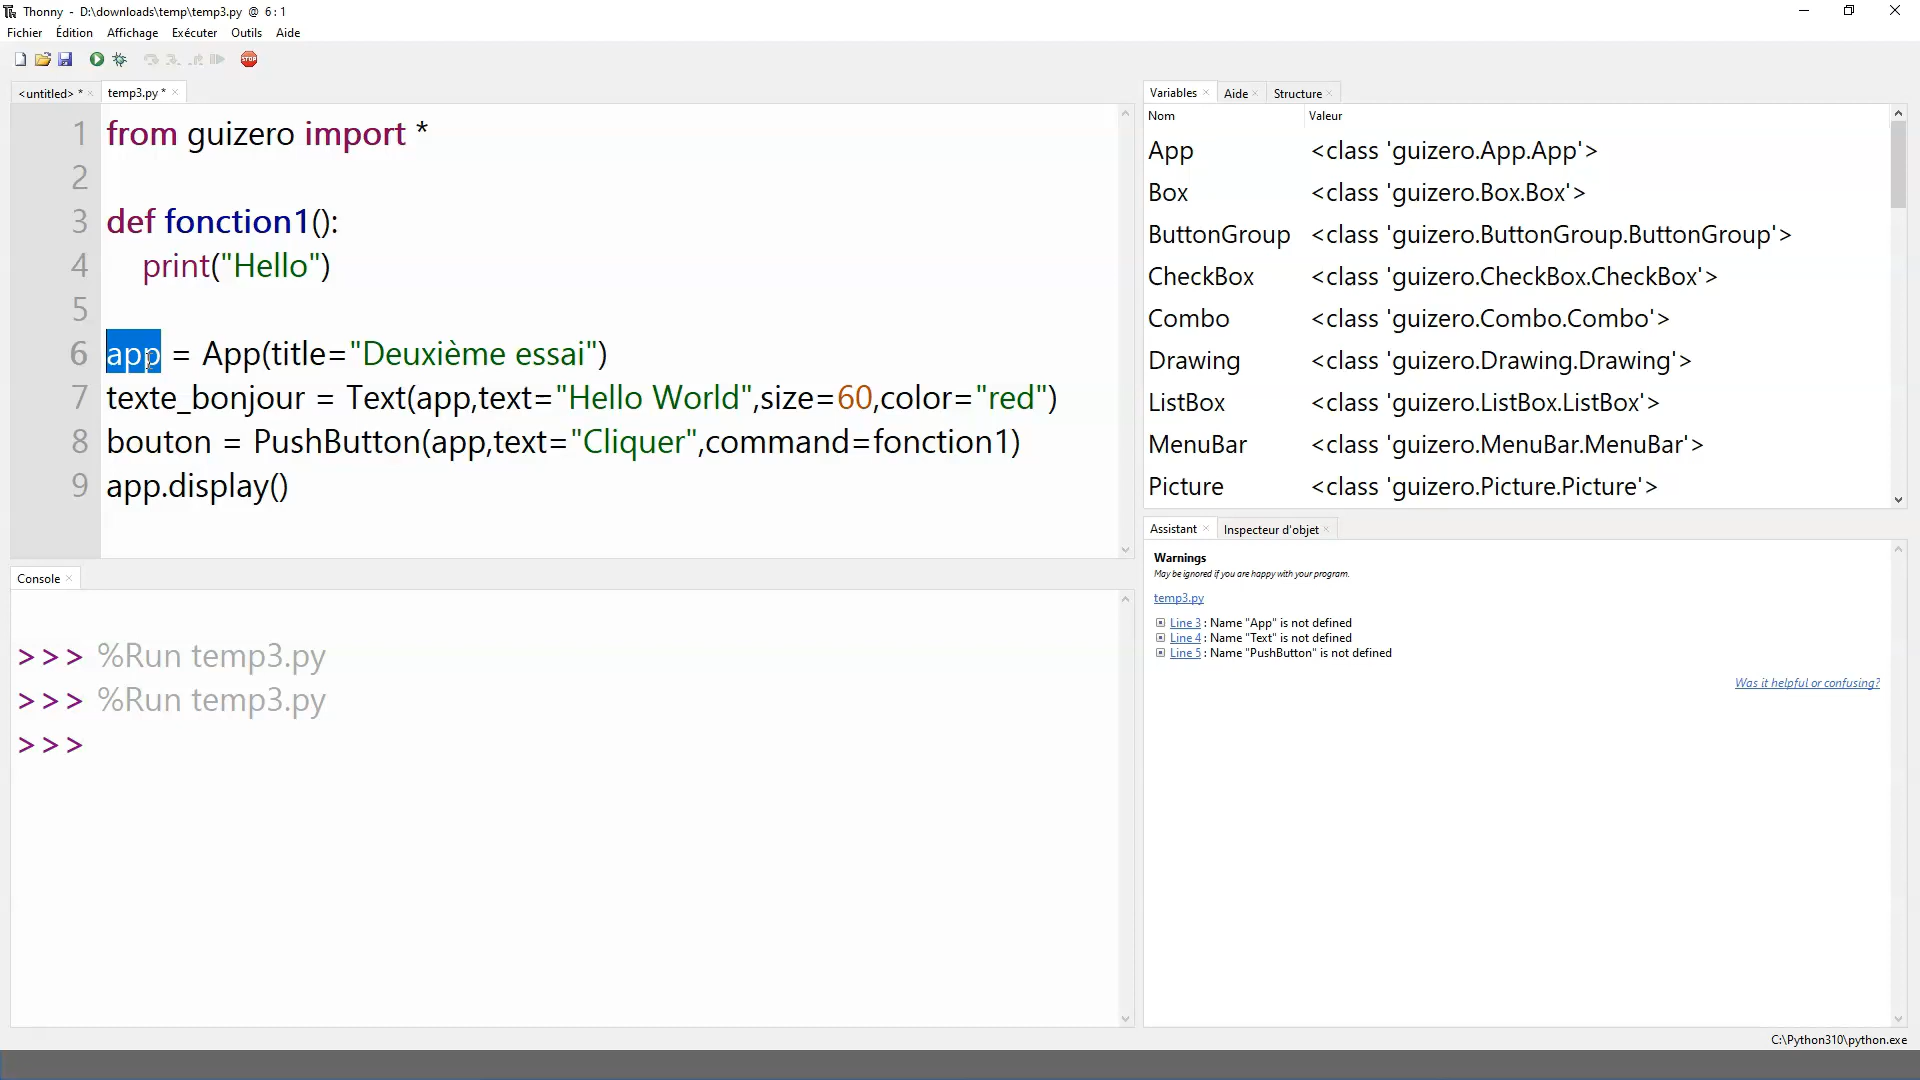 Thonny - D:\downloads\temp\temp3.py @ 6:1
Fichier Édition Affichage Exécuter Outils Aide
STOP
<untitled> * × temp3.py * ×
1 from guizero import *
2
3 def fonction1():
4     print("Hello")
5
6 app = App(title="Deuxième essai")
7 texte_bonjour = Text(app,text="Hello World",size=60,color="red")
8 bouton = PushButton(app,text="Cliquer",command=fonction1)
9 app.display()
Console ×
>>> %Run temp3.py
>>> %Run temp3.py
>>>
Variables × Aide × Structure ×
Nom Valeur
App <class 'guizero.App.App'>
Box <class 'guizero.Box.Box'>
ButtonGroup <class 'guizero.ButtonGroup.ButtonGroup'>
CheckBox <class 'guizero.CheckBox.CheckBox'>
Combo <class 'guizero.Combo.Combo'>
Drawing <class 'guizero.Drawing.Drawing'>
ListBox <class 'guizero.ListBox.ListBox'>
MenuBar <class 'guizero.MenuBar.MenuBar'>
Picture <class 'guizero.Picture.Picture'>
Assistant × Inspecteur d'objet ×
Warnings
May be ignored if you are happy with your program.
temp3.py
Line 3 : Name "App" is not defined
Line 4 : Name "Text" is not defined
Line 5 : Name "PushButton" is not defined
Was it helpful or confusing?
C:\Python310\python.exe